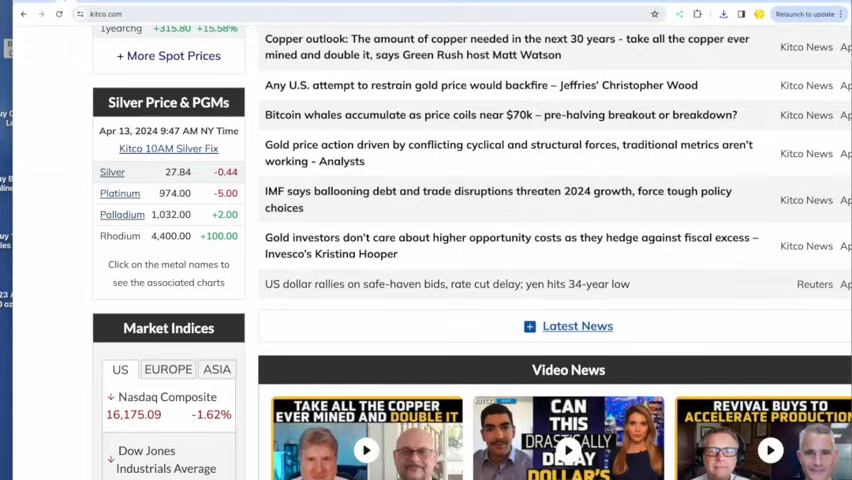 kitco.com
Relaunch to update
1yearchg +315.80 +15.58%
+ More Spot Prices
Silver Price & PGMs
Apr 13, 2024 9:47 AM NY Time
Kitco 10AM Silver Fix
Silver 27.84 -0.44
Platinum 974.00 -5.00
Palladium 1,032.00 +2.00
Rhodium 4,400.00 +100.00
Click on the metal names to
see the associated charts
Market Indices
US EUROPE ASIA
Nasdaq Composite
16,175.09 -1.62%
Dow Jones
Industrials Average
Copper outlook: The amount of copper needed in the next 30 years - take all the copper ever
mined and double it, says Green Rush host Matt Watson
Kitco News Ap
Any U.S. attempt to restrain gold price would backfire – Jeffries' Christopher Wood
Kitco News Ap
Bitcoin whales accumulate as price coils near $70k – pre-halving breakout or breakdown?
Kitco News Ap
Gold price action driven by conflicting cyclical and structural forces, traditional metrics aren't
working - Analysts
Kitco News Ap
IMF says ballooning debt and trade disruptions threaten 2024 growth, force tough policy
choices
Kitco News Ap
Gold investors don't care about higher opportunity costs as they hedge against fiscal excess –
Invesco's Kristina Hooper
Kitco News Ap
US dollar rallies on safe-haven bids, rate cut delay; yen hits 34-year low
Reuters Ap
Latest News
Video News
TAKE ALL THE COPPER
EVER MINED AND DOUBLE IT
CAN
THIS
DRASTICALLY
DELAY
DOLLAR'S
REVIVAL BUYS TO
ACCELERATE PRODUCTION